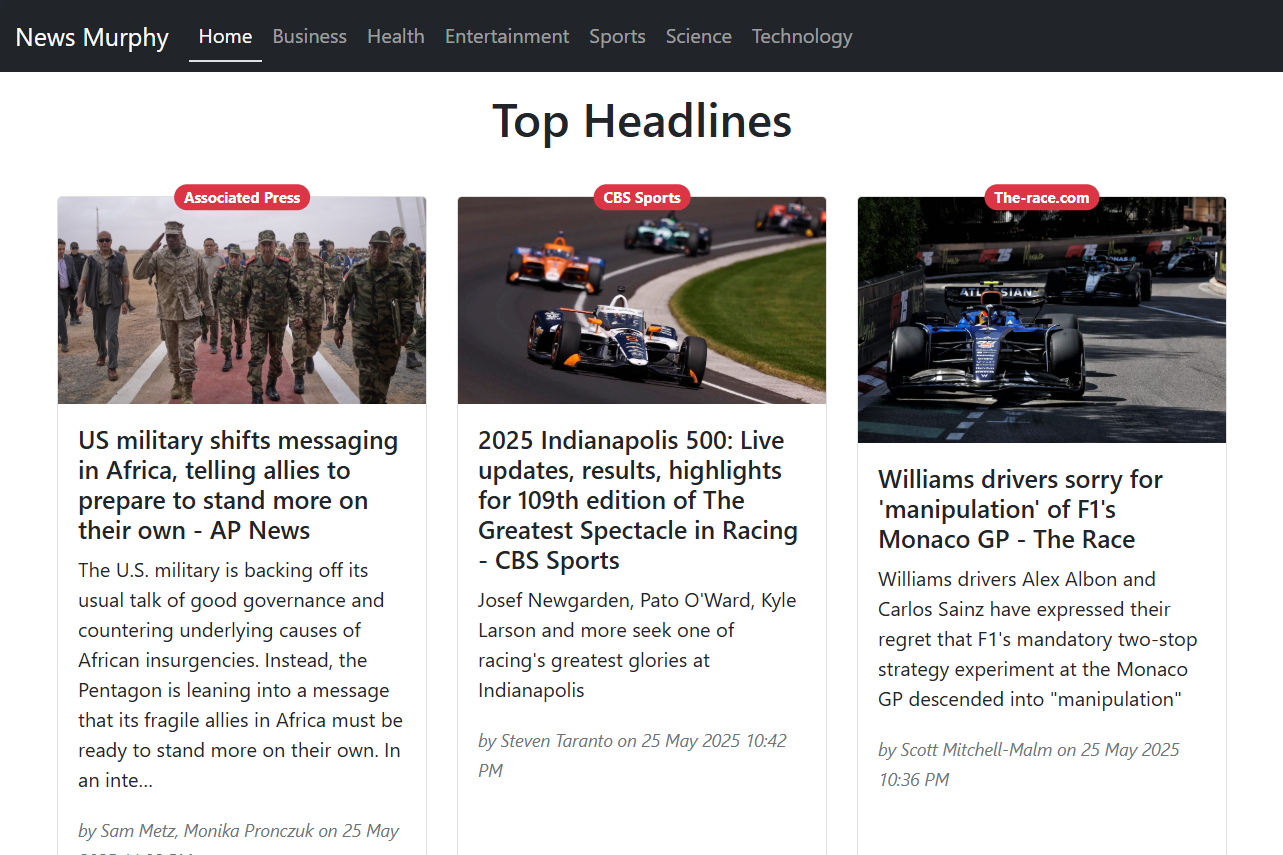 News Murphy Home Business Health Entertainment Sports Science Technology
Top Headlines
Associated Press
US military shifts messaging
in Africa, telling allies to
prepare to stand more on
their own - AP News
The U.S. military is backing off its
usual talk of good governance and
countering underlying causes of
African insurgencies. Instead, the
Pentagon is leaning into a message
that its fragile allies in Africa must be
ready to stand more on their own. In
an inte…
by Sam Metz, Monika Pronczuk on 25 May
CBS Sports
2025 Indianapolis 500: Live
updates, results, highlights
for 109th edition of The
Greatest Spectacle in Racing
- CBS Sports
Josef Newgarden, Pato O'Ward, Kyle
Larson and more seek one of
racing's greatest glories at
Indianapolis
by Steven Taranto on 25 May 2025 10:42
PM
The-race.com
ATLASSIAN
Williams drivers sorry for
'manipulation' of F1's
Monaco GP - The Race
Williams drivers Alex Albon and
Carlos Sainz have expressed their
regret that F1's mandatory two-stop
strategy experiment at the Monaco
GP descended into "manipulation"
by Scott Mitchell-Malm on 25 May 2025
10:36 PM